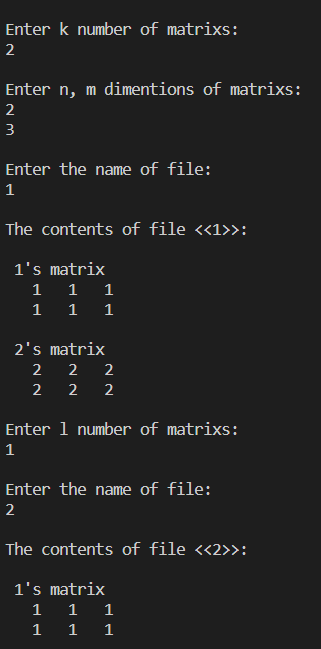 Enter k number of matrixs:
2
Enter n, m dimentions of matrixs:
2
3
Enter the name of file:
1
The contents of file <<1>>:
1's matrix
1 1 1
1 1 1
2's matrix
2 2 2
2 2 2
Enter l number of matrixs:
1
Enter the name of file:
2
The contents of file <<2>>:
1's matrix
1 1 1
1 1 1